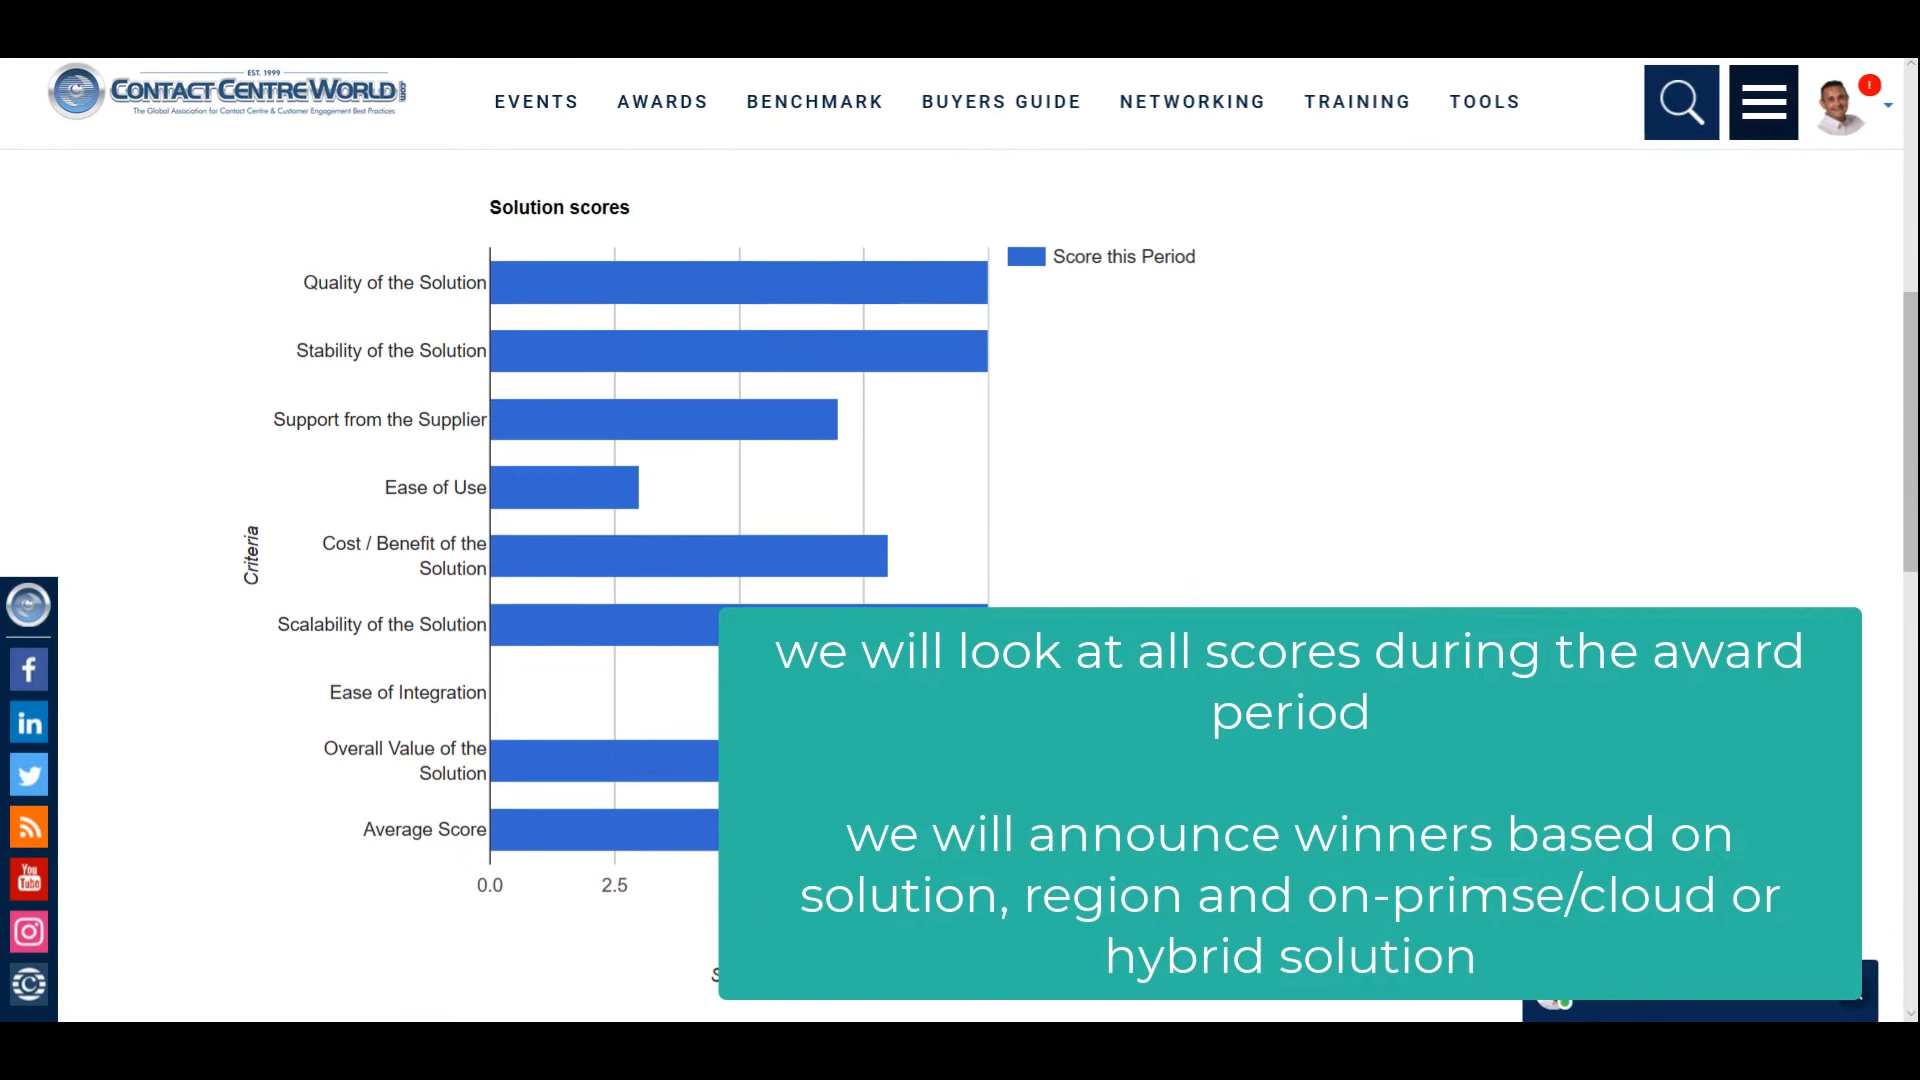 EST. 1999
CONTACT CENTRE WORLD.com
The Global Association for Contact Centre & Customer Engagement Best Practices
EVENTS AWARDS BENCHMARK BUYERS GUIDE NETWORKING TRAINING TOOLS
!
Solution scores
Score this Period
Quality of the Solution
Stability of the Solution
Support from the Supplier
Ease of Use
Cost / Benefit of the
Solution
Scalability of the Solution
Ease of Integration
Overall Value of the
Solution
Average Score
Criteria
0.0 2.5
we will look at all scores during the award
period
we will announce winners based on
solution, region and on-primse/cloud or
hybrid solution
f
in
You
Tube